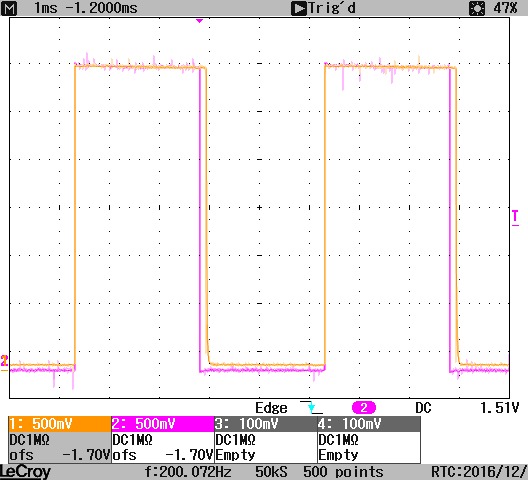 M 1ms -1.2000ms Trig'd 47%
T
2
Edge 2 DC 1.51V
1: 500mV 2: 500mV 3: 100mV 4: 100mV
DC1MΩ DC1MΩ DC1MΩ DC1MΩ
ofs -1.70V ofs -1.70V Empty Empty
LeCroy f:200.072Hz 50kS 500 points RTC:2016/12/